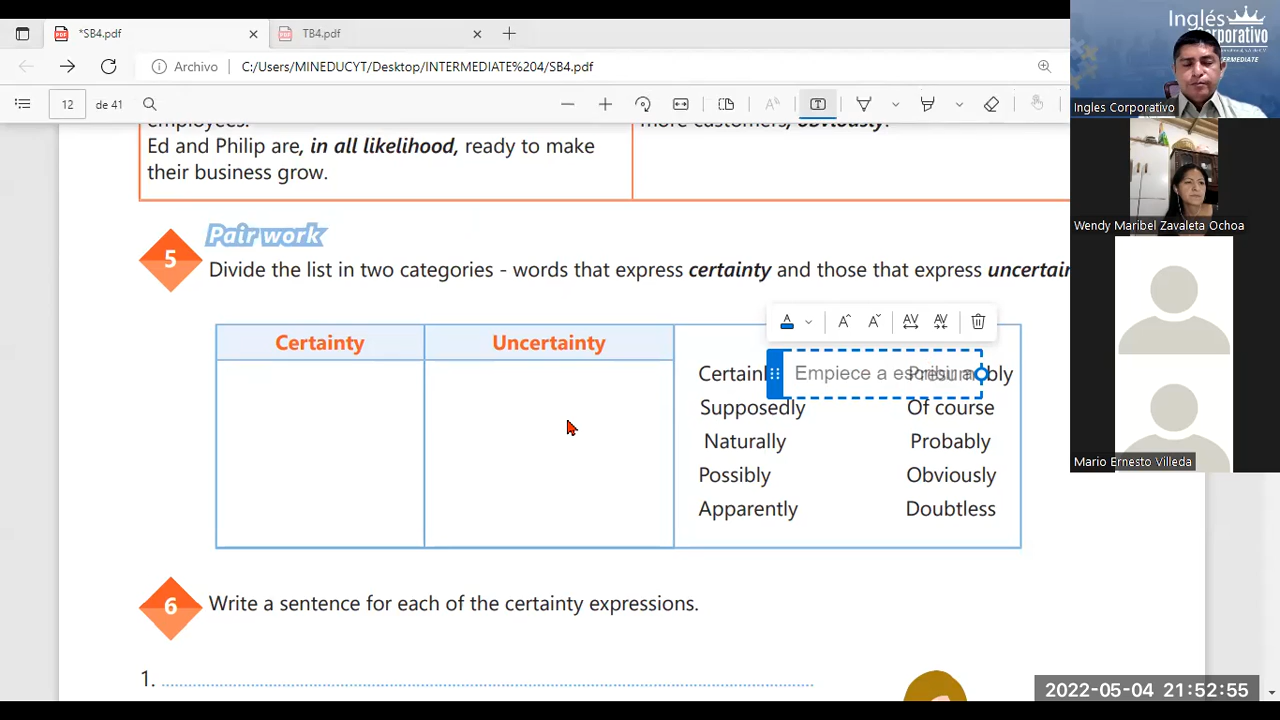 *SB4.pdf
TB4.pdf
Archivo
C:/Users/MINEDUCYT/Desktop/INTERMEDIATE%204/SB4.pdf
12 de 41
employees.
Ed and Philip are, in all likelihood, ready to make
their business grow.
more customers, obviously.
Pair work
5
Divide the list in two categories - words that express certainty and those that express
Certainty
Uncertainty
Empiece a escribir
Supposedly
Of course
Naturally
Probably
Possibly
Obviously
Apparently
Doubtless
6
Write a sentence for each of the certainty expressions.
1.
Inglés
Corporativo
Ingles Corporativo
Wendy Maribel Zavaleta Ochoa
Mario Ernesto Villeda
2022-05-04 21:52:55